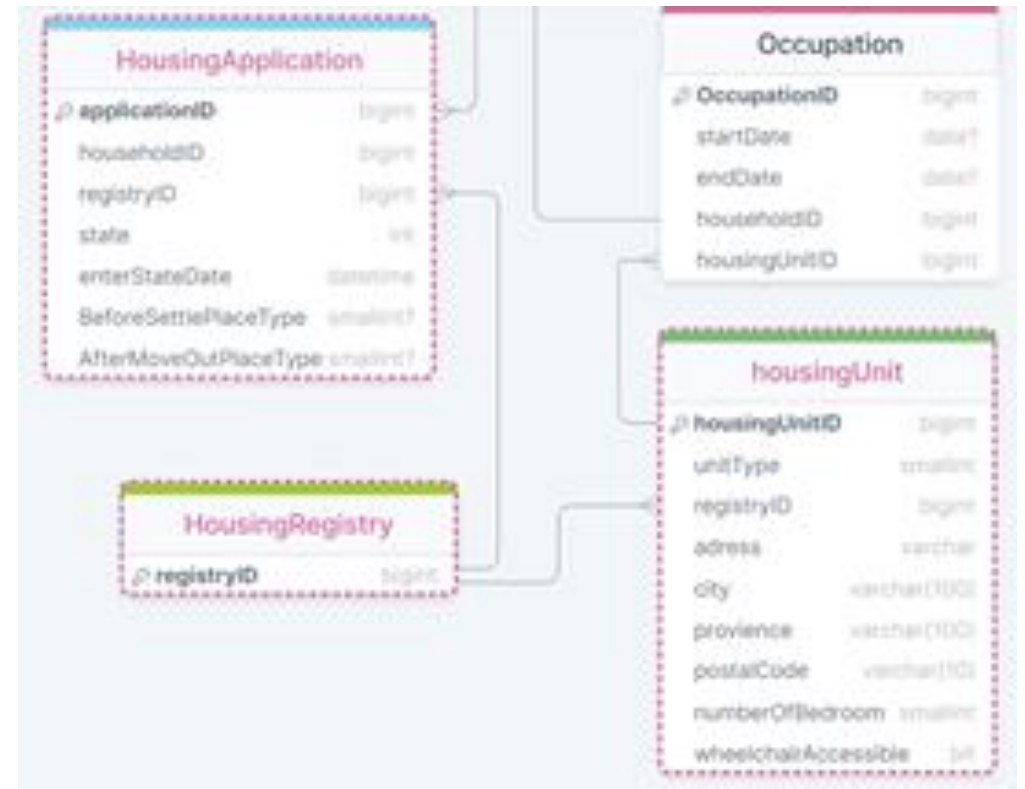 HousingApplication
applicationID bigint
householdID bigint
registryID bigint
state int
enterStateDate datetime
BeforeSettlePlaceType smallint?
AfterMoveOutPlaceType smallint?
HousingRegistry
registryID bigint
Occupation
OccupationID bigint
startDate date?
endDate date?
householdID bigint
housingUnitID bigint
housingUnit
housingUnitID bigint
unitType smallint
registryID bigint
adress varchar
city varchar(100)
provience varchar(100)
postalCode varchar(10)
numberOfBedroom smallint
wheelchairAccessible bit